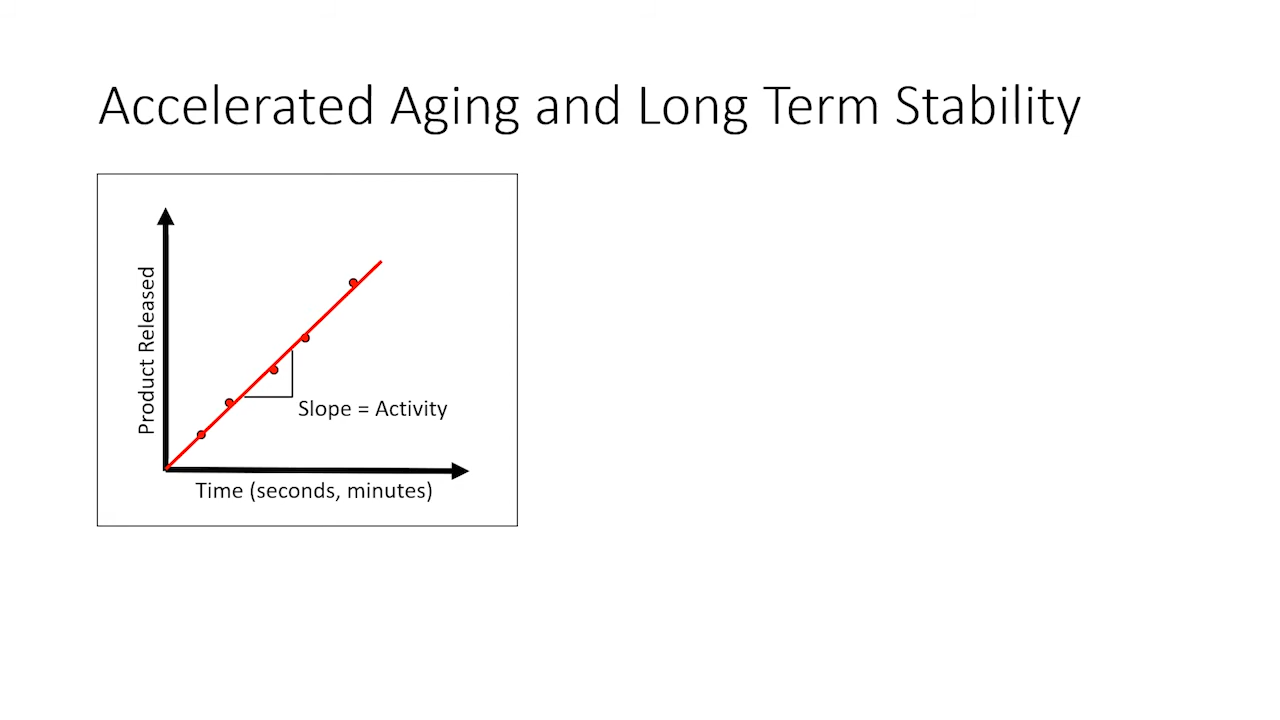 Accelerated Aging and Long Term Stability
Product Released
Slope = Activity
Time (seconds, minutes)